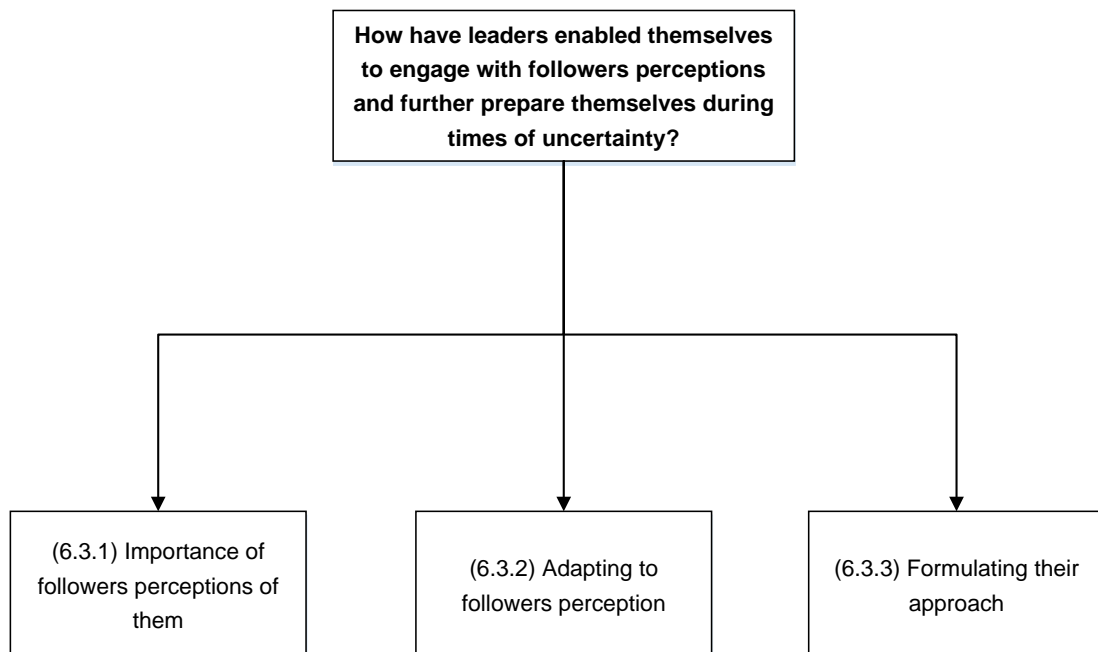 How have leaders enabled themselves
to engage with followers perceptions
and further prepare themselves during
times of uncertainty?
(6.3.1) Importance of
followers perceptions of
them
(6.3.2) Adapting to
followers perception
(6.3.3) Formulating their
approach